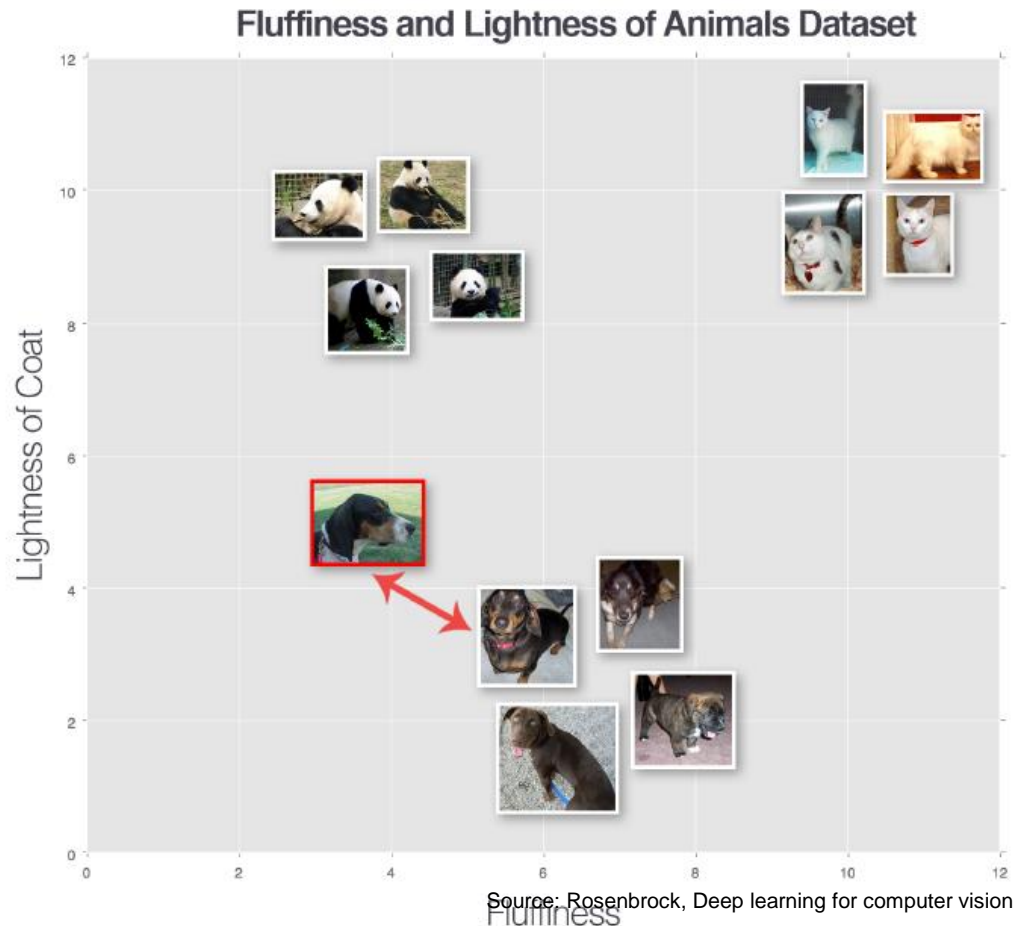 Fluffiness and Lightness of Animals Dataset
12
10
8
6
4
2
0
Lightness of Coat
0 2 4 6 8 10 12
Source: Rosenbrock, Deep learning for computer vision
Fluffiness